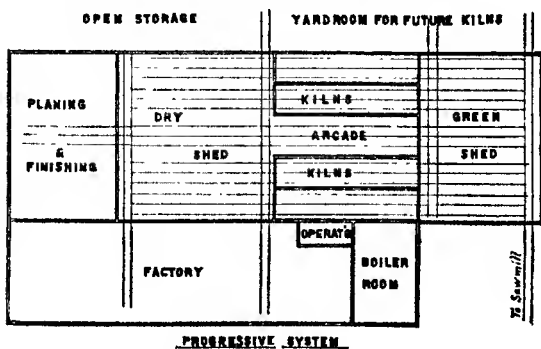 OPEN STORAGE
YARDROOM FOR FUTURE KILNS
PLANING
&
FINISHING
DRY
SHED
KILNS
ARCADE
KILNS
GREEN
SHED
OPERATO
FACTORY
BOILER
ROOM
To Sawmill
PROGRESSIVE SYSTEM